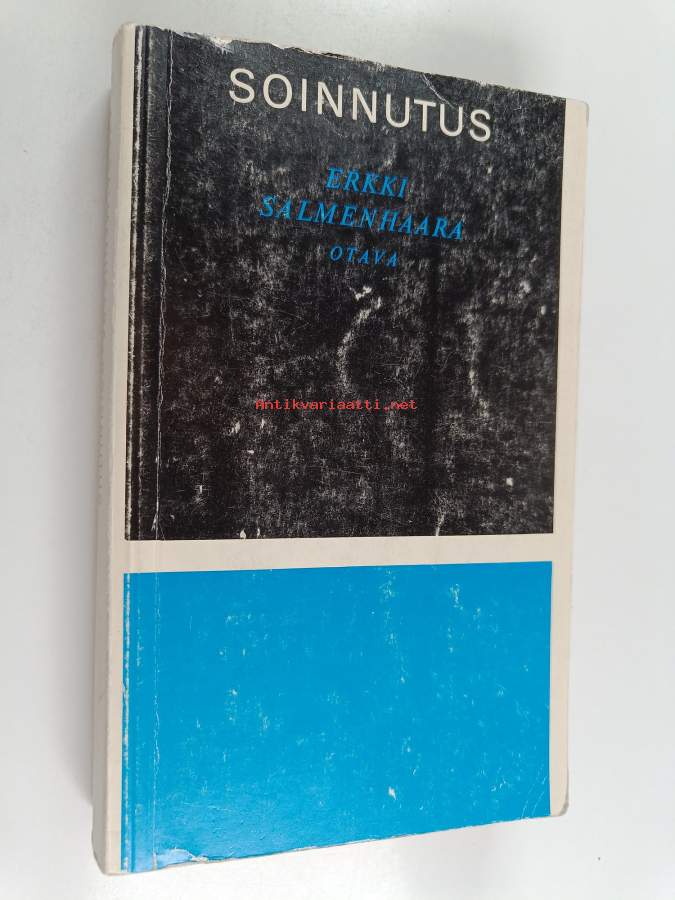 SOINNUTUS
ERKKI
SALMENHAARA
OTAVA
Antikvariaatti.net